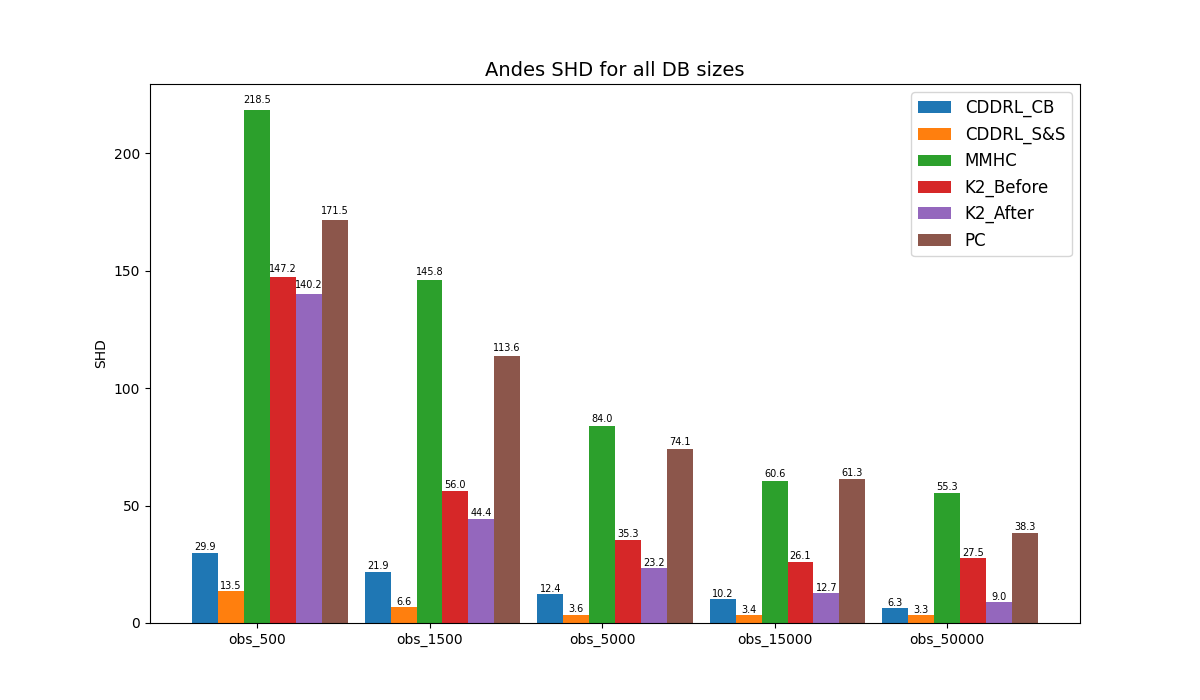 Andes SHD for all DB sizes
CDDRL_CB
CDDRL_S&S
MMHC
K2_Before
K2_After
PC
SHD
200
150
100
50
0
29.9
13.5
218.5
147.2
140.2
171.5
21.9
6.6
145.8
56.0
44.4
113.6
12.4
3.6
84.0
35.3
23.2
74.1
10.2
3.4
60.6
26.1
12.7
61.3
6.3
3.3
55.3
27.5
9.0
38.3
obs_500
obs_1500
obs_5000
obs_15000
obs_50000